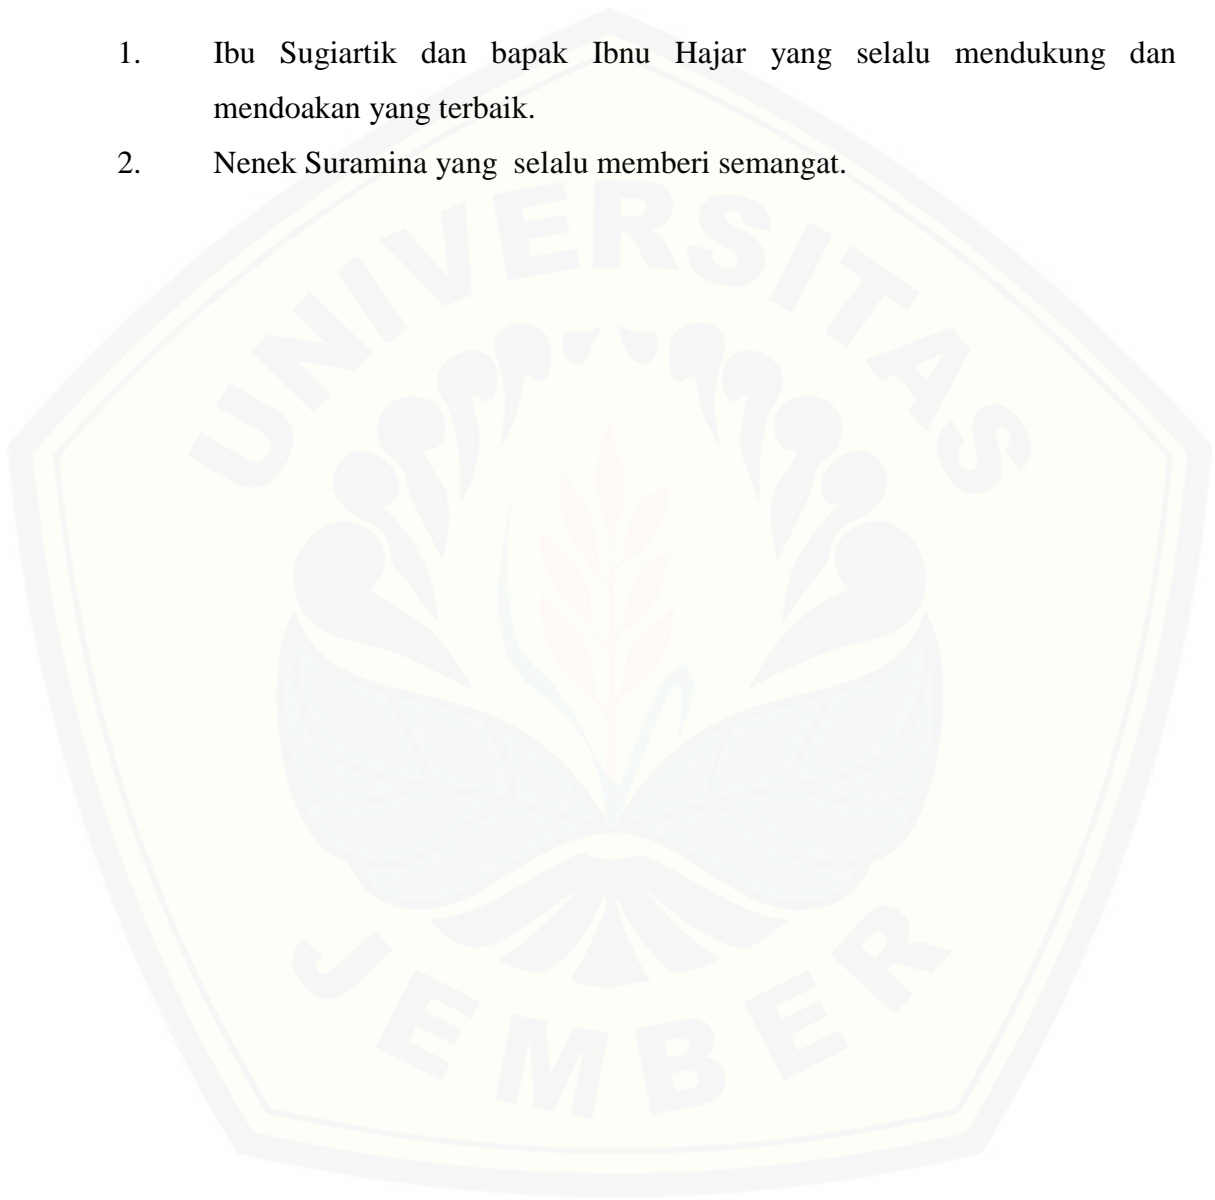 1. Ibu Sugiartik dan bapak Ibnu Hajar yang selalu mendukung dan
mendoakan yang terbaik.
2. Nenek Suramina yang selalu memberi semangat.
UNIVERSITAS
JEMBER